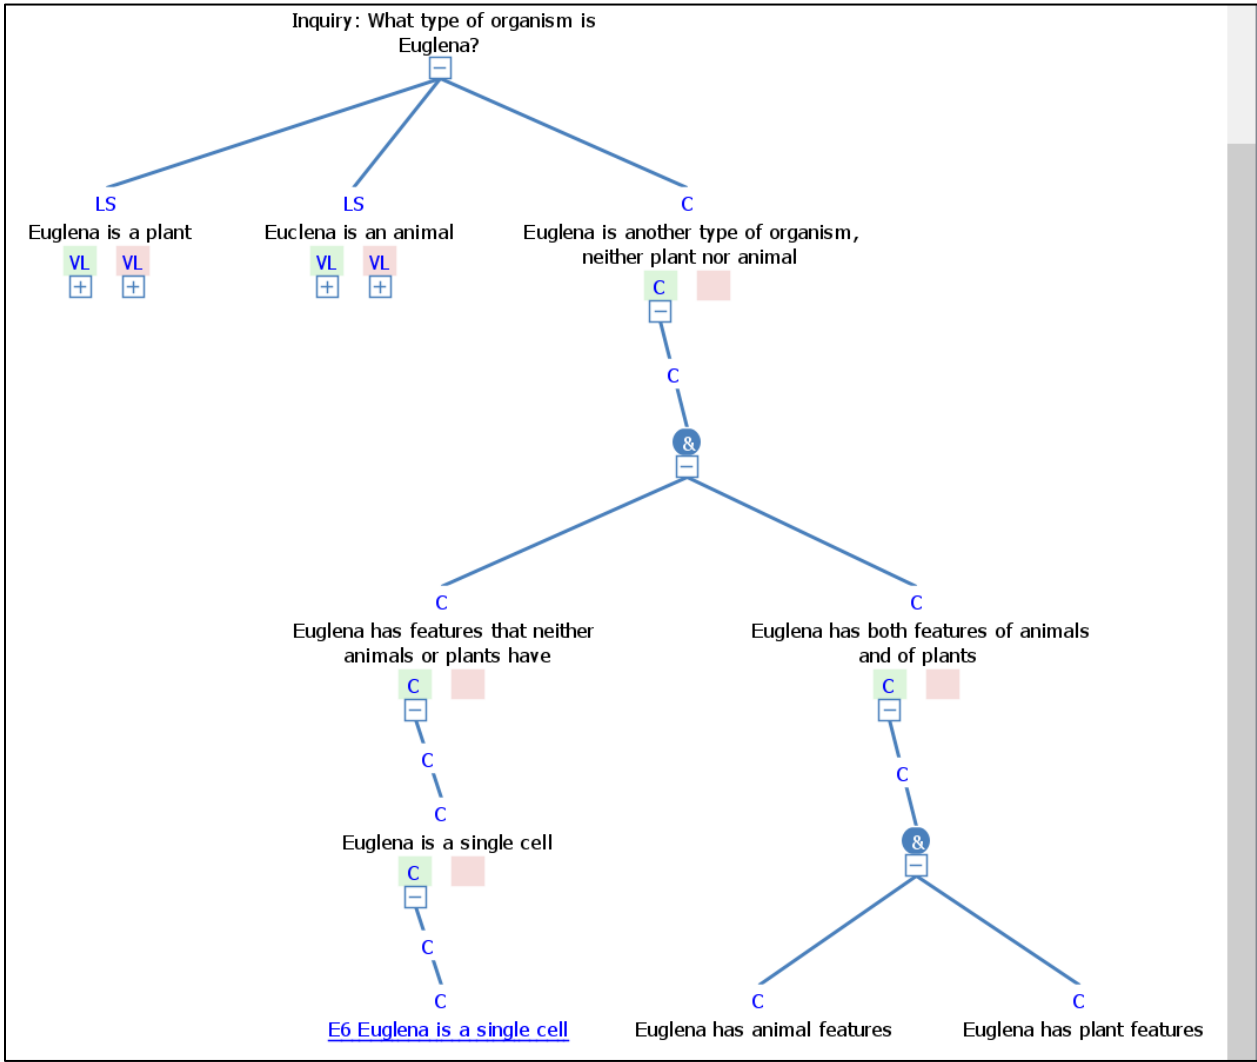 Inquiry: What type of organism is
Euglena?
−
LS
LS
C
Euglena is a plant
Euclena is an animal
Euglena is another type of organism,
neither plant nor animal
VL VL
VL VL
C
+ +
+ +
−
C
&
−
C
C
Euglena has features that neither
animals or plants have
Euglena has both features of animals
and of plants
C
C
−
−
C
C
C
Euglena is a single cell
&
C
−
−
C
C
C
C
E6 Euglena is a single cell
Euglena has animal features
Euglena has plant features